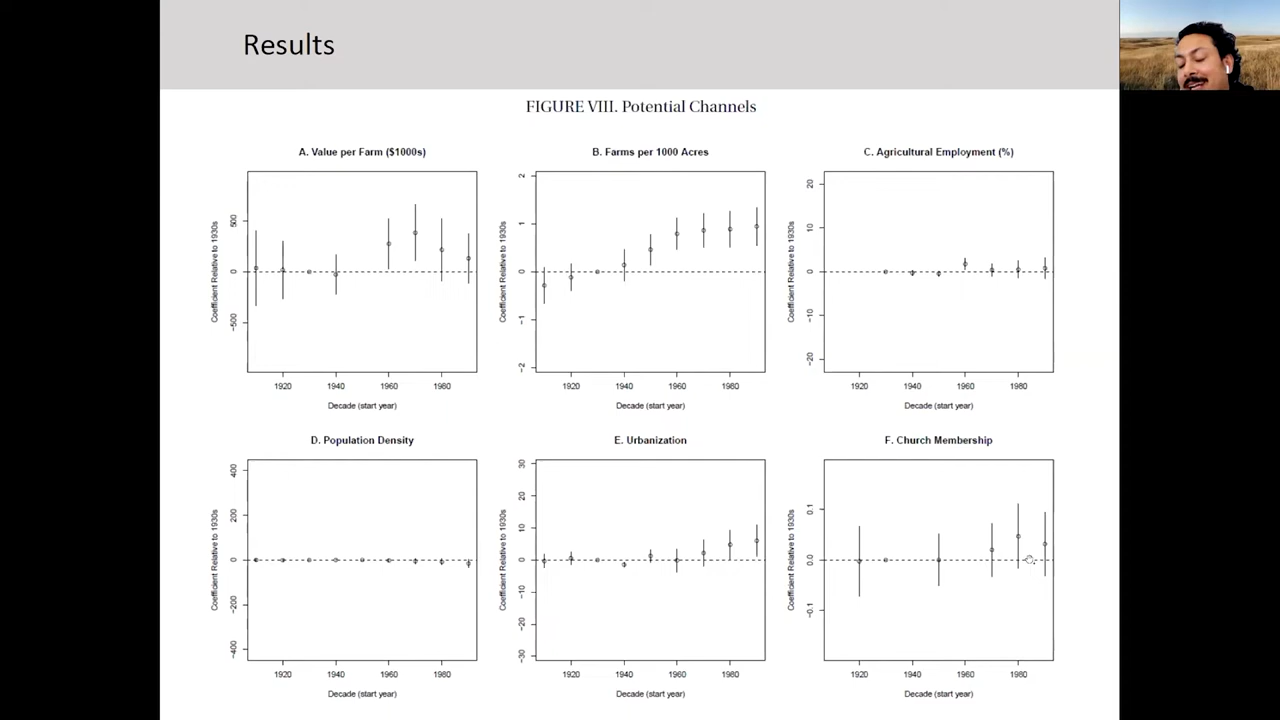 Results
FIGURE VIII. Potential Channels
A. Value per Farm ($1000s)
Coefficient Relative to 1930s
500
0
−500
1920 1940 1960 1980
Decade (start year)
B. Farms per 1000 Acres
Coefficient Relative to 1930s
2
1
0
−1
−2
1920 1940 1960 1980
Decade (start year)
C. Agricultural Employment (%)
Coefficient Relative to 1930s
20
10
0
−10
−20
1920 1940 1960 1980
Decade (start year)
D. Population Density
Coefficient Relative to 1930s
400
200
0
−200
−400
1920 1940 1960 1980
Decade (start year)
E. Urbanization
Coefficient Relative to 1930s
30
20
10
0
−10
−20
−30
1920 1940 1960 1980
Decade (start year)
F. Church Membership
Coefficient Relative to 1930s
0.1
0.0
−0.1
1920 1940 1960 1980
Decade (start year)